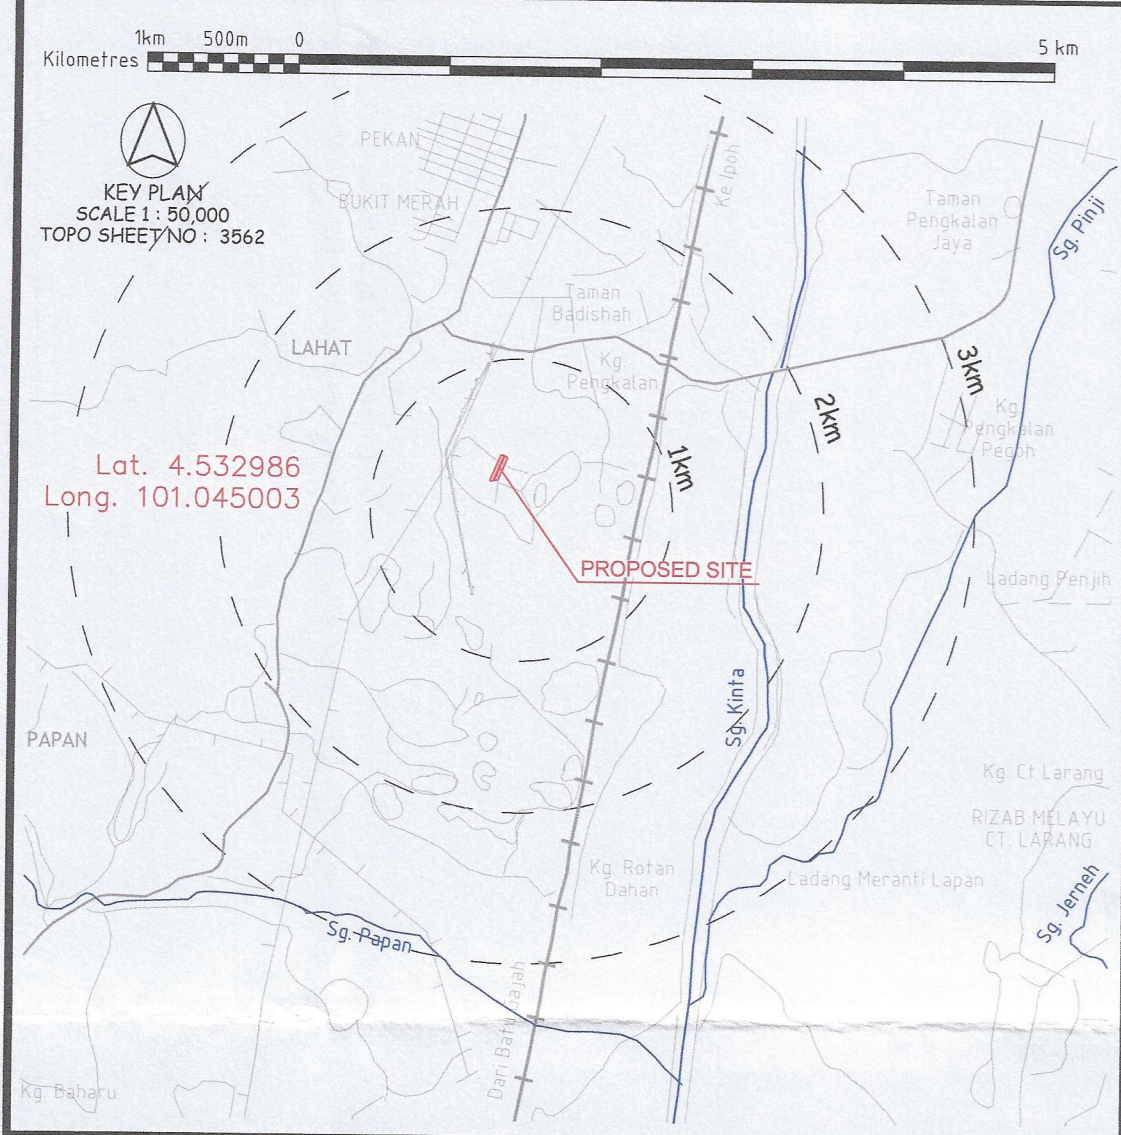 1km 500m 0 5 km
Kilometres
KEY PLAN
SCALE 1 : 50,000
TOPO SHEET NO : 3562
PEKAN
BUKIT MERAH
Ke Ipoh
Taman
Pengkalan
Jaya
Sg. Pinji
Taman
Badishah
LAHAT
Kg.
Pengkalan
3km
2km
1km
Kg.
Pengkalan
Pegoh
Lat. 4.532986
Long. 101.045003
PROPOSED SITE
Ladang Penjih
Sg. Kinta
PAPAN
Kg. Ct Larang
RIZAB MELAYU
CT. LARANG
Kg. Rotan
Dahan
Ladang Meranti Lapan
Sg. Jerneh
Sg. Papan
Dari Batu Gajah
Kg. Baharu